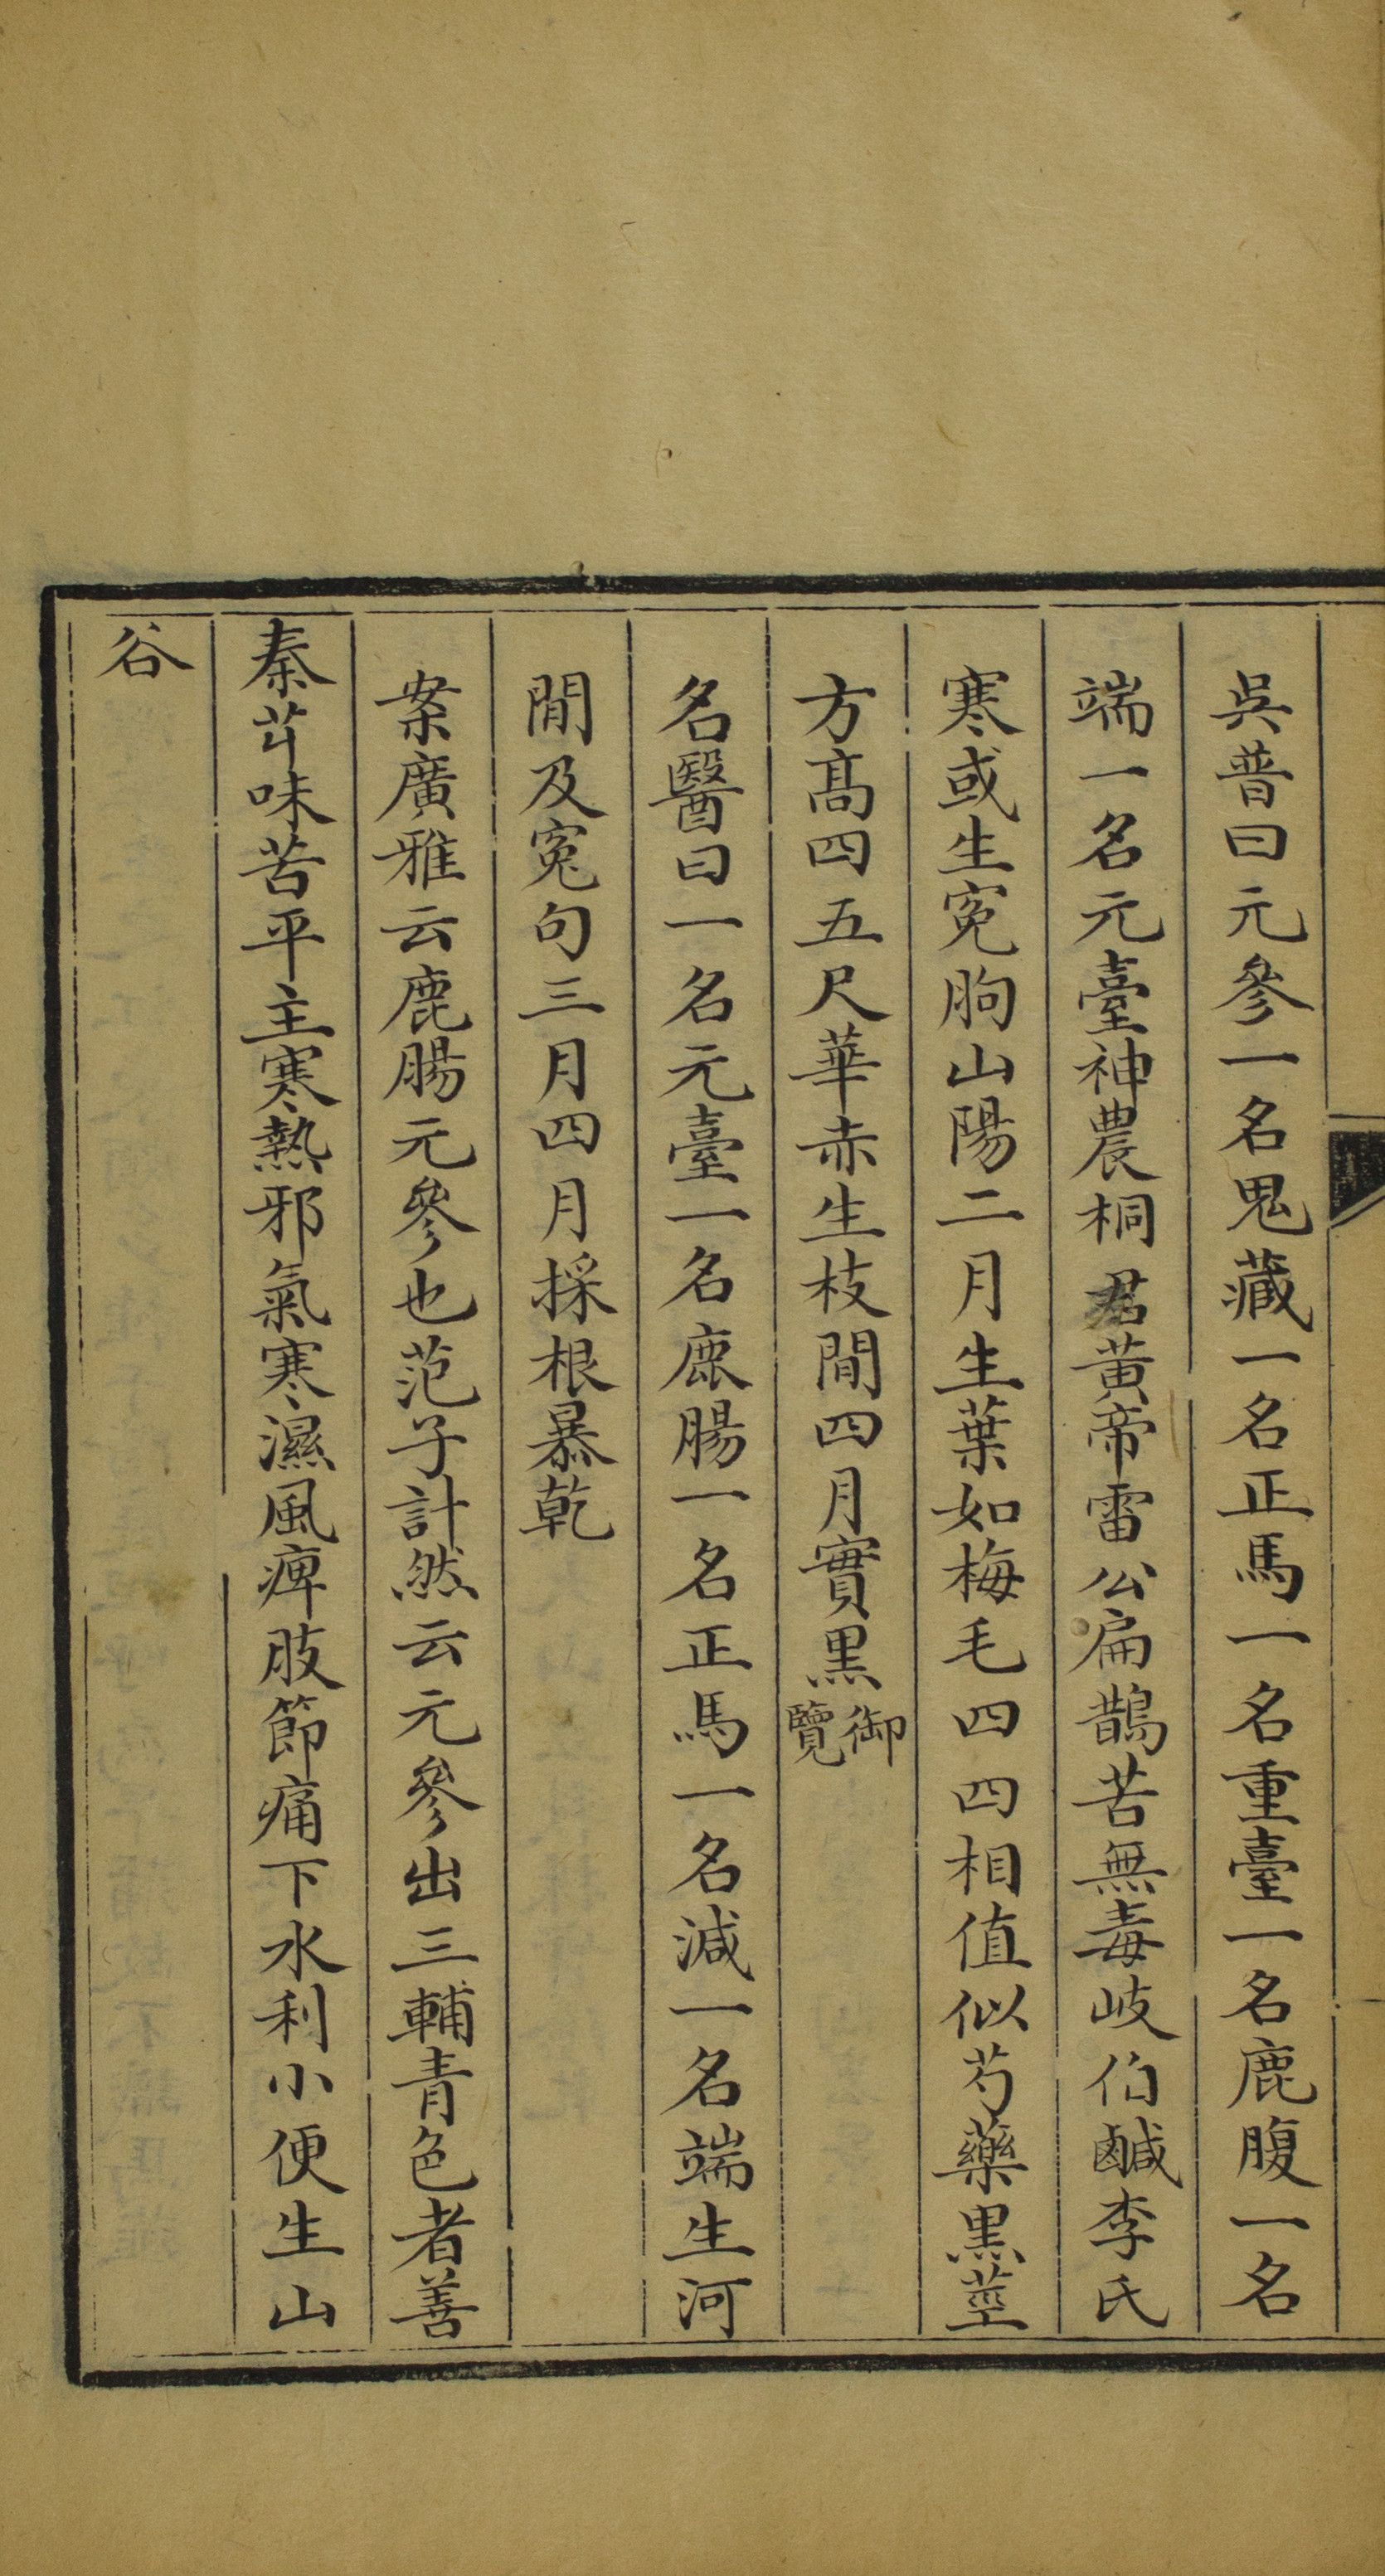 吳普曰元參一名鬼藏一名正馬一名重臺一名鹿腹一名
端一名元臺神農桐君黃帝雷公扁鵲苦無毒岐伯鹹李氏
寒或生冤朐山陽二月生葉如梅毛四四相值似芍藥黑莖
方高四五尺華赤生枝閒四月實黑御覽
名醫曰一名元臺一名鹿腸一名正馬一名減一名端生河
閒及冤句三月四月採根暴乾
案廣雅云鹿腸元參也范子計然云元參出三輔青色者善
秦艽味苦平主寒熱邪氣寒濕風痺肢節痛下水利小便生山
谷